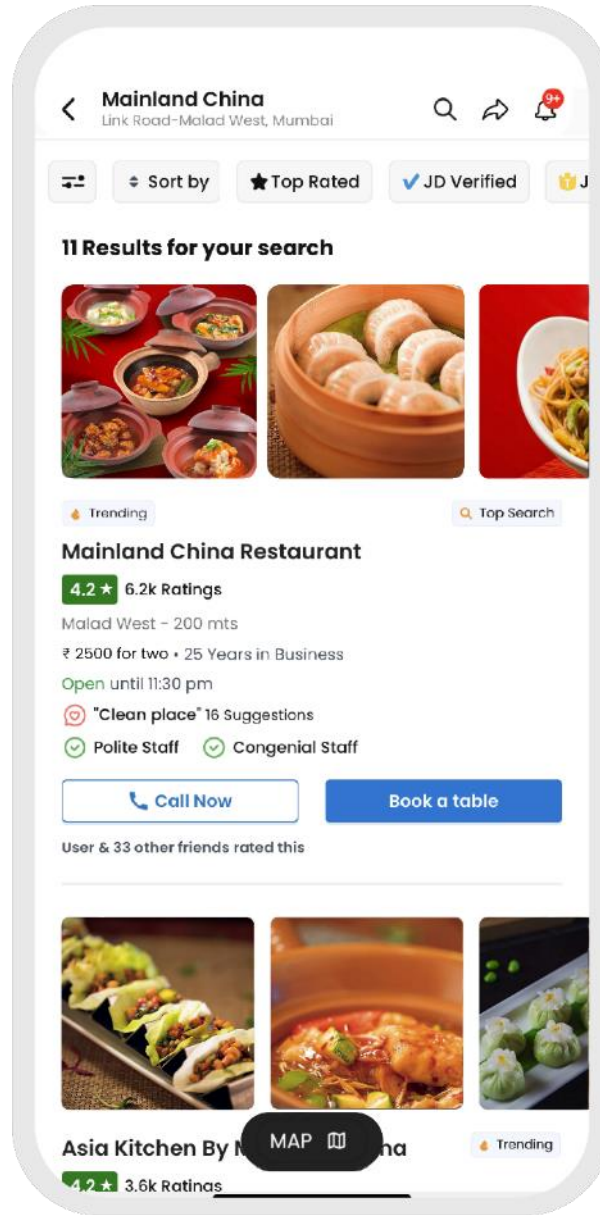 Mainland China
Link Road-Malad West, Mumbai
9+
Sort by
Top Rated
JD Verified
J
11 Results for your search
Trending
Top Search
Mainland China Restaurant
4.2 ★ 6.2k Ratings
Malad West - 200 mts
₹ 2500 for two • 25 Years in Business
Open until 11:30 pm
"Clean place" 16 Suggestions
Polite Staff Congenial Staff
Call Now
Book a table
User & 33 other friends rated this
Asia Kitchen By
MAP
Trending
4.2 ★ 3.6k Ratings